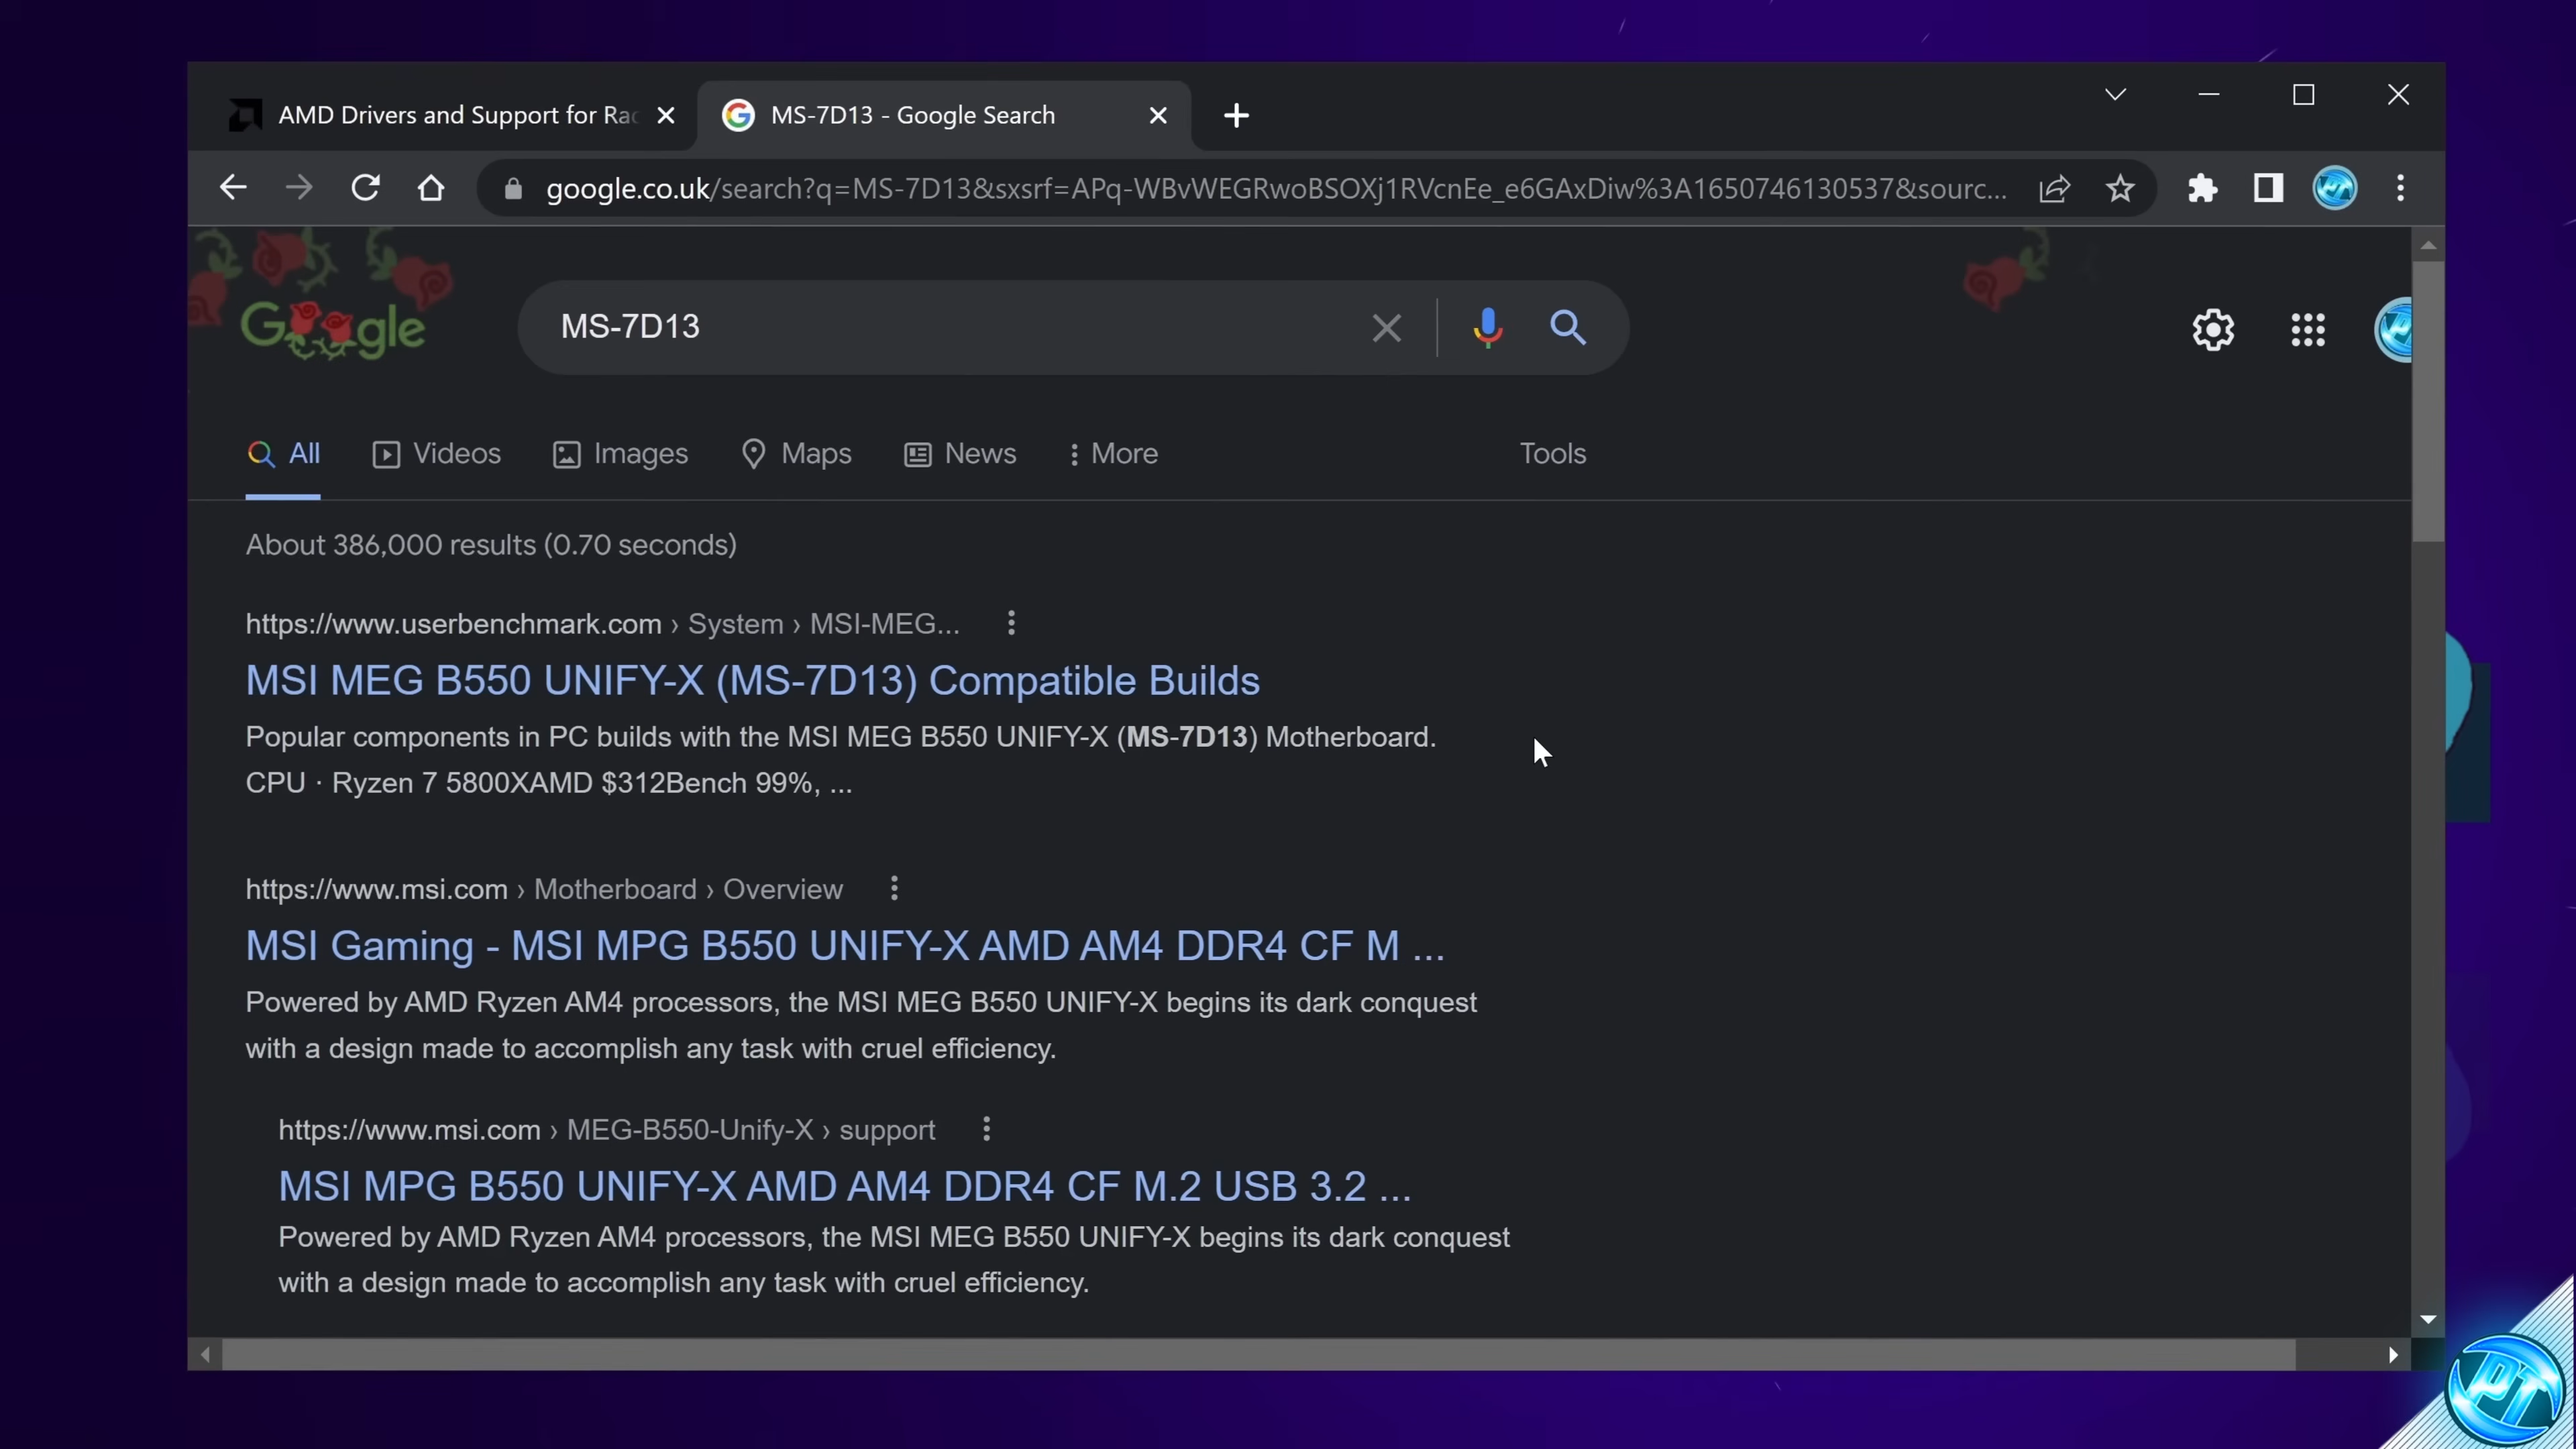 AMD Drivers and Support for Rad
MS-7D13 - Google Search
google.co.uk/search?q=MS-7D13&sxsrf=APq-WBvWEGRwoBSOXj1RVcnEe_e6GAxDiw%3A1650746130537&sourc...
Google
MS-7D13
All
Videos
Images
Maps
News
More
Tools
About 386,000 results (0.70 seconds)
https://www.userbenchmark.com › System › MSI-MEG...
MSI MEG B550 UNIFY-X (MS-7D13) Compatible Builds
Popular components in PC builds with the MSI MEG B550 UNIFY-X (MS-7D13) Motherboard.
CPU · Ryzen 7 5800XAMD $312Bench 99%, ...
https://www.msi.com › Motherboard › Overview
MSI Gaming - MSI MPG B550 UNIFY-X AMD AM4 DDR4 CF M ...
Powered by AMD Ryzen AM4 processors, the MSI MEG B550 UNIFY-X begins its dark conquest
with a design made to accomplish any task with cruel efficiency.
https://www.msi.com › MEG-B550-Unify-X › support
MSI MPG B550 UNIFY-X AMD AM4 DDR4 CF M.2 USB 3.2 ...
Powered by AMD Ryzen AM4 processors, the MSI MEG B550 UNIFY-X begins its dark conquest
with a design made to accomplish any task with cruel efficiency.
PT